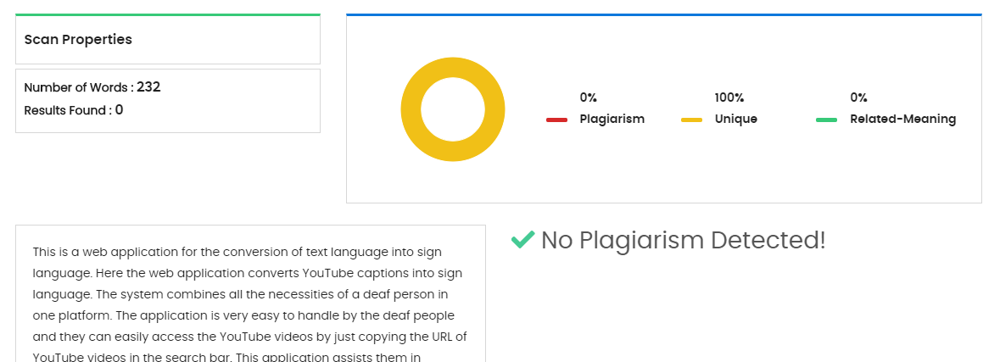 Scan Properties
Number of Words : 232
Results Found : 0
0%
Plagiarism
100%
Unique
0%
Related-Meaning
This is a web application for the conversion of text language into sign
language. Here the web application converts YouTube captions into sign
language. The system combines all the necessities of a deaf person in
one platform. The application is very easy to handle by the deaf people
and they can easily access the YouTube videos by just copying the URL of
YouTube videos in the search bar. This application assists them in
No Plagiarism Detected!